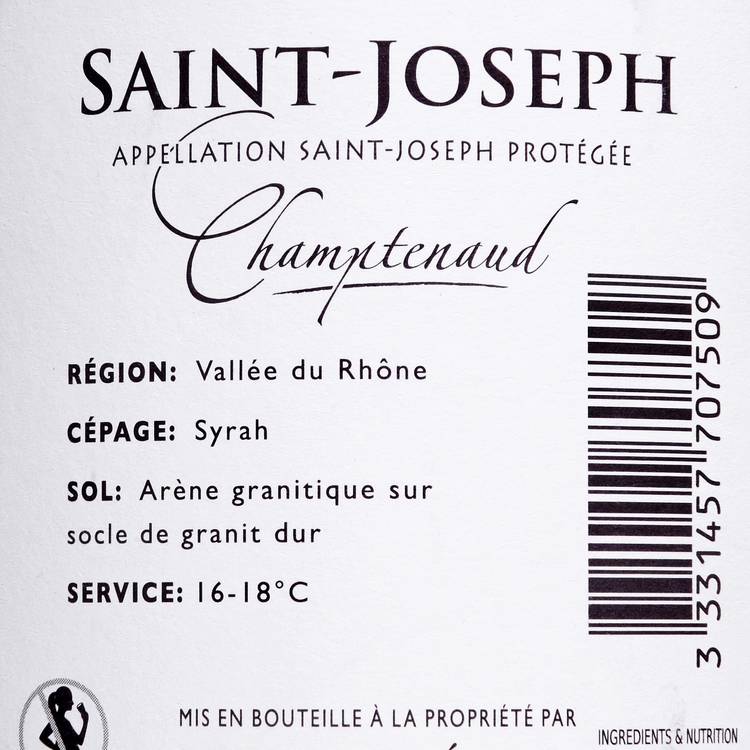 SAINT-JOSEPH
APPELLATION SAINT-JOSEPH PROTÉGÉE
Champtenaud
RÉGION: Vallée du Rhône
CÉPAGE: Syrah
SOL: Arène granitique sur
socle de granit dur
SERVICE: 16-18°C
3 331457 707509
MIS EN BOUTEILLE À LA PROPRIÉTÉ PAR
INGREDIENTS & NUTRITION